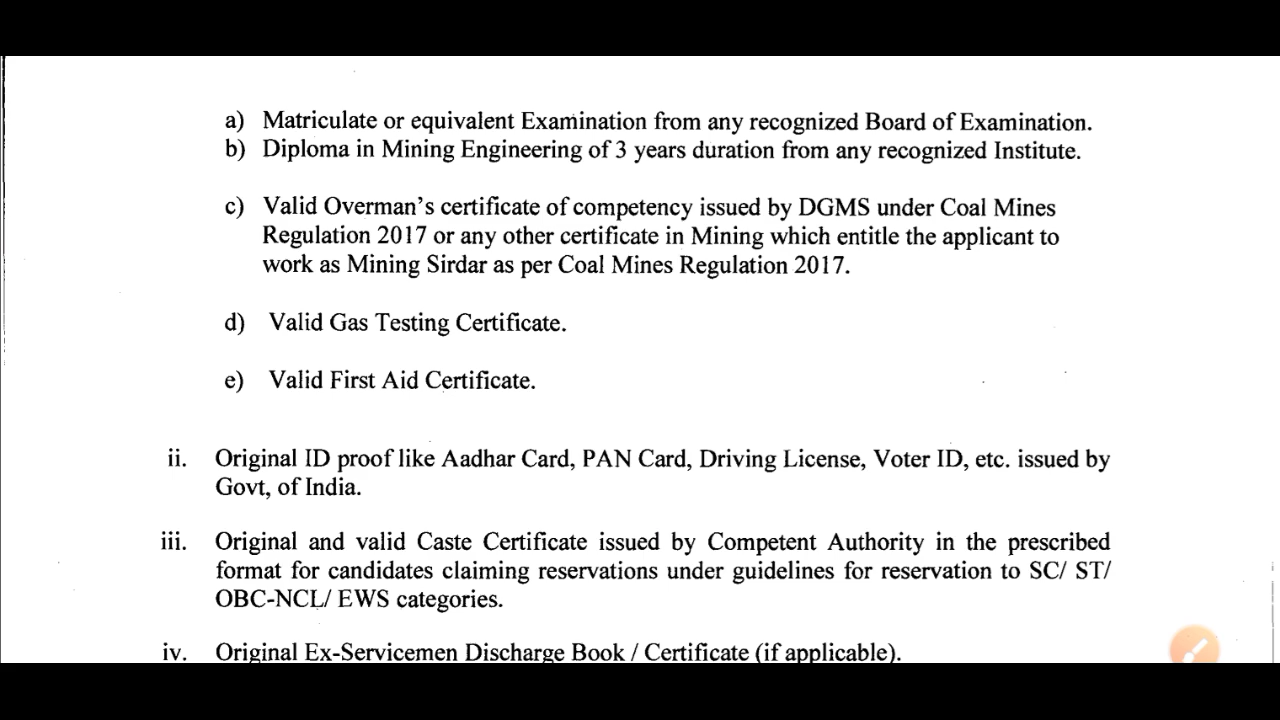 a) Matriculate or equivalent Examination from any recognized Board of Examination.
b) Diploma in Mining Engineering of 3 years duration from any recognized Institute.
c) Valid Overman's certificate of competency issued by DGMS under Coal Mines
Regulation 2017 or any other certificate in Mining which entitle the applicant to
work as Mining Sirdar as per Coal Mines Regulation 2017.
d) Valid Gas Testing Certificate.
e) Valid First Aid Certificate.
ii. Original ID proof like Aadhar Card, PAN Card, Driving License, Voter ID, etc. issued by
Govt, of India.
iii. Original and valid Caste Certificate issued by Competent Authority in the prescribed
format for candidates claiming reservations under guidelines for reservation to SC/ ST/
OBC-NCL/ EWS categories.
iv. Original Ex-Servicemen Discharge Book / Certificate (if applicable).